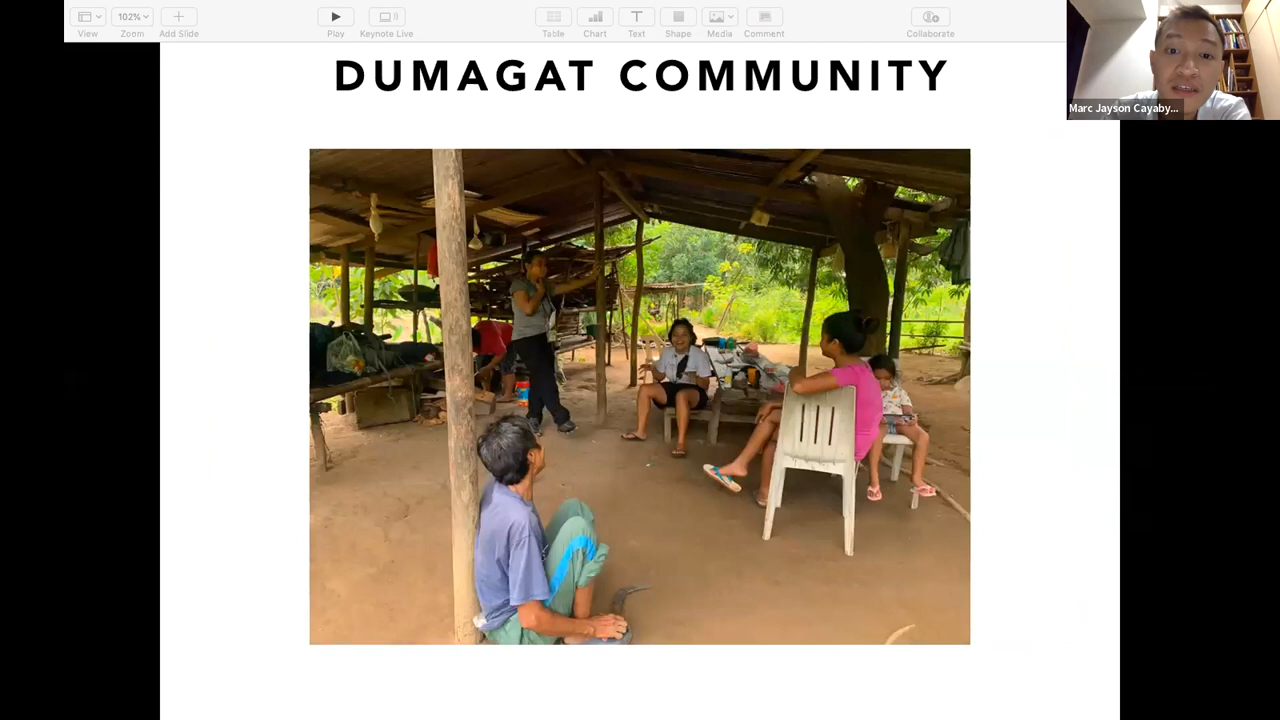 102%
View
Zoom
Add Slide
Play
Keynote Live
Table
Chart
Text
Shape
Media
Comment
Collaborate
Marc Jayson Cayaby...
DUMAGAT COMMUNITY